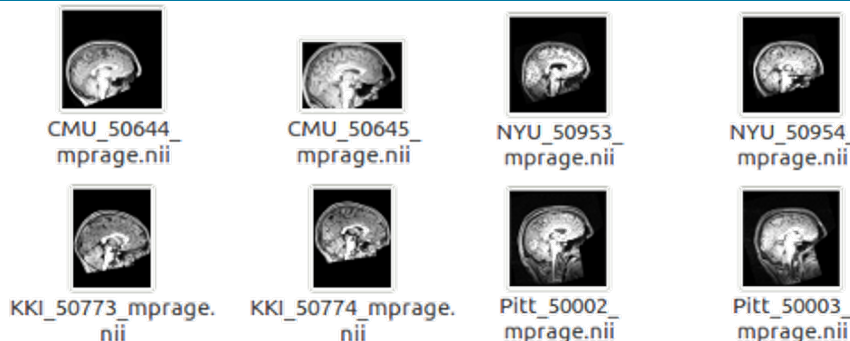 CMU_50644_
mprage.nii
CMU_50645_
mprage.nii
NYU_50953_
mprage.nii
NYU_50954_
mprage.nii
KKI_50773_mprage.
nii
KKI_50774_mprage.
nii
Pitt_50002_
mprage.nii
Pitt_50003_
mprage.nii